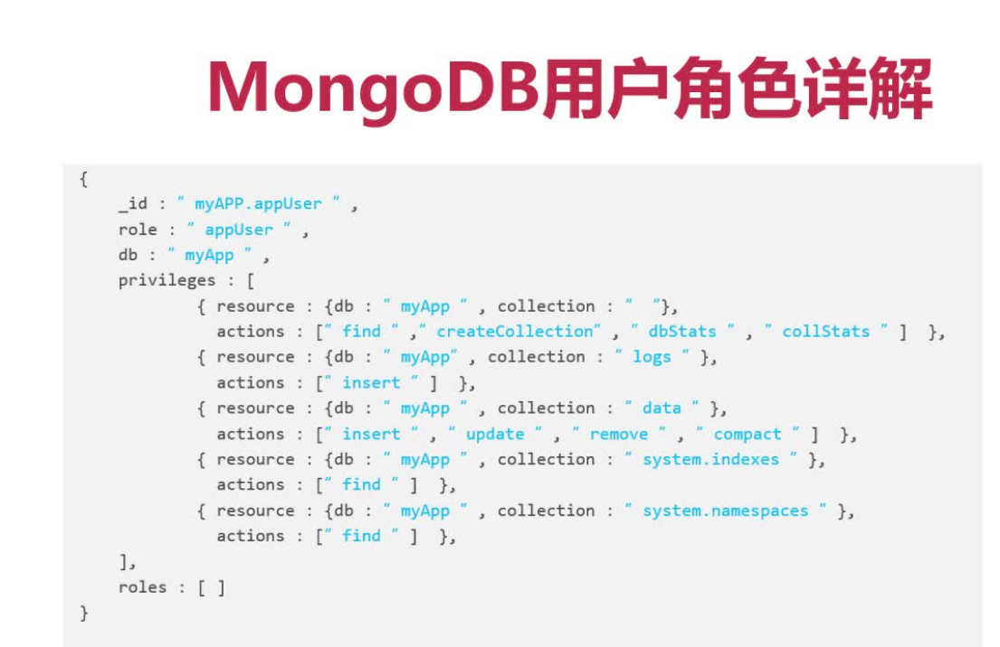 MongoDB用户角色详解
{
_id : " myAPP.appUser " ,
role : " appUser " ,
db : " myApp " ,
privileges : [
{ resource : {db : " myApp " , collection : "  "},
actions : [" find " ," createCollection" , " dbStats " , " collStats " ]  },
{ resource : {db : " myApp" , collection : " logs " },
actions : [" insert " ]  },
{ resource : {db : " myApp " , collection : " data " },
actions : [" insert " , " update " , " remove " , " compact " ]  },
{ resource : {db : " myApp " , collection : " system.indexes " },
actions : [" find " ]  },
{ resource : {db : " myApp " , collection : " system.namespaces " },
actions : [" find " ]  },
],
roles : [ ]
}